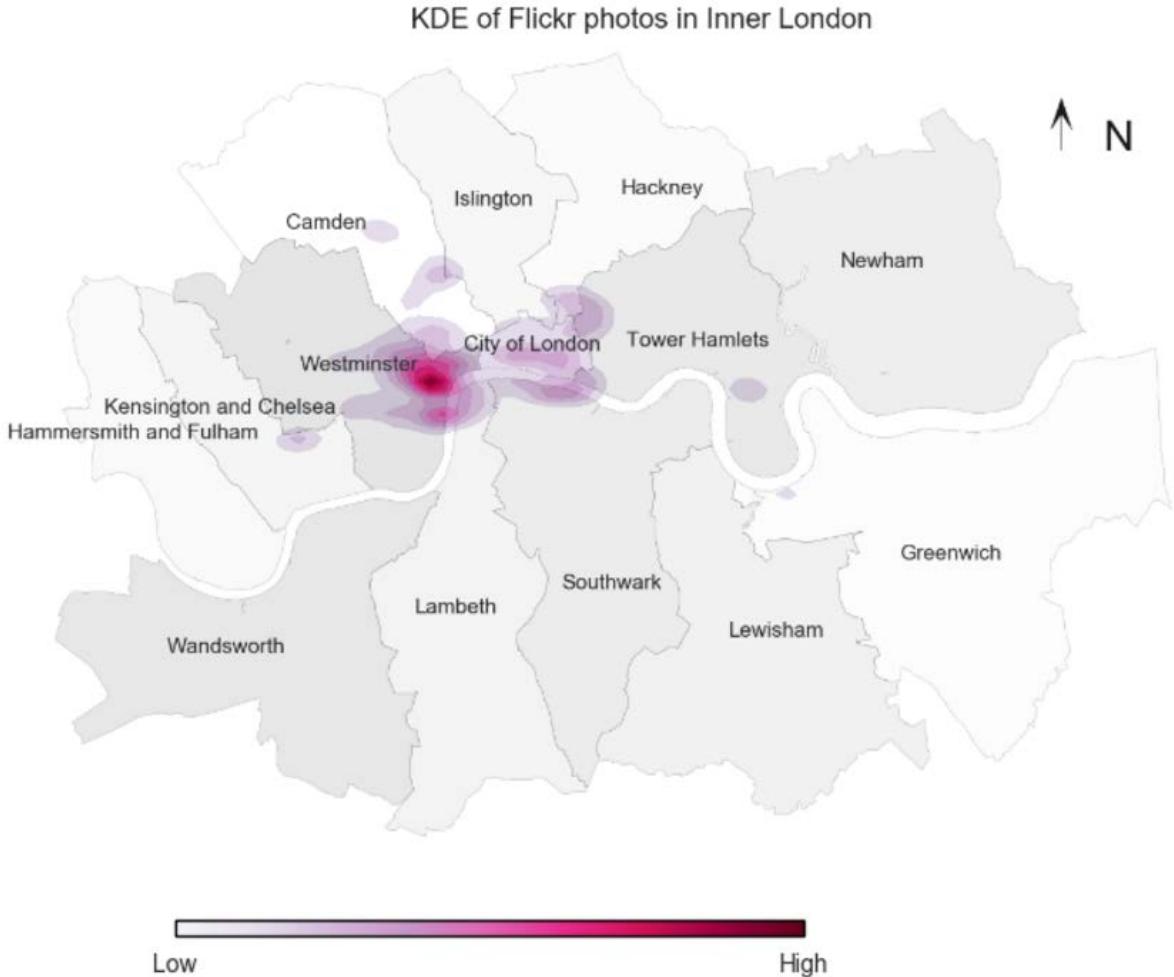 KDE of Flickr photos in Inner London
N
Hackney
Islington
Camden
Newham
Tower Hamlets
City of London
Westminster
Kensington and Chelsea
Hammersmith and Fulham
Greenwich
Southwark
Lambeth
Lewisham
Wandsworth
Low
High